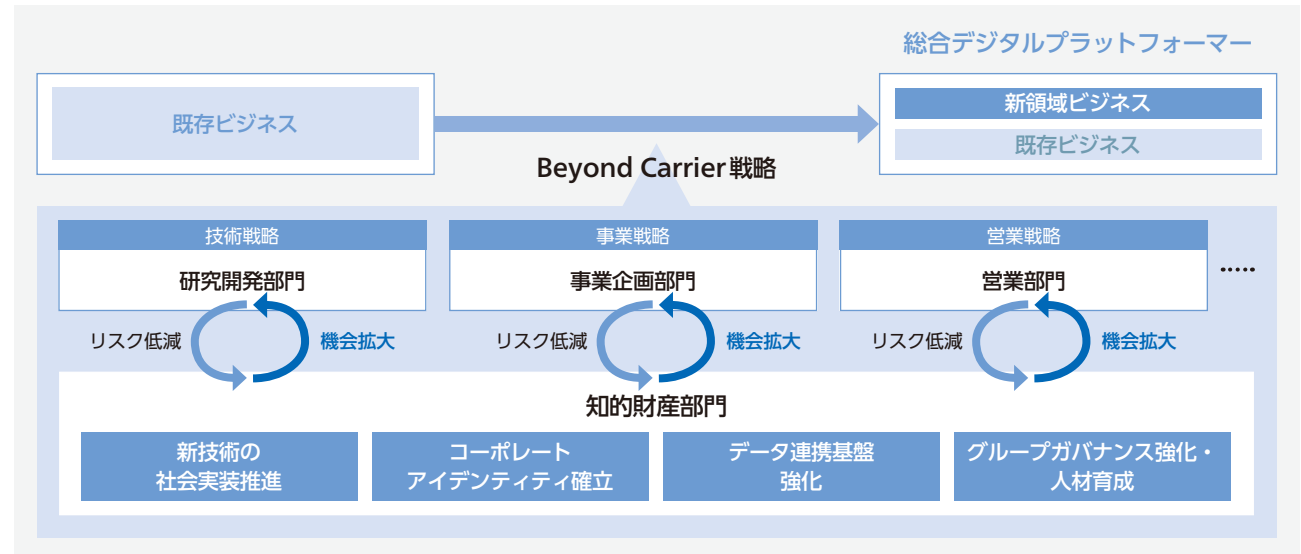 総合デジタルプラットフォーマー
既存ビジネス
新領域ビジネス
既存ビジネス
Beyond Carrier戦略
技術戦略
研究開発部門
事業戦略
事業企画部門
営業戦略
営業部門
.....
リスク低減
機会拡大
リスク低減
機会拡大
リスク低減
機会拡大
知的財産部門
新技術の
社会実装推進
コーポレート
アイデンティティ確立
データ連携基盤
強化
グループガバナンス強化・
人材育成